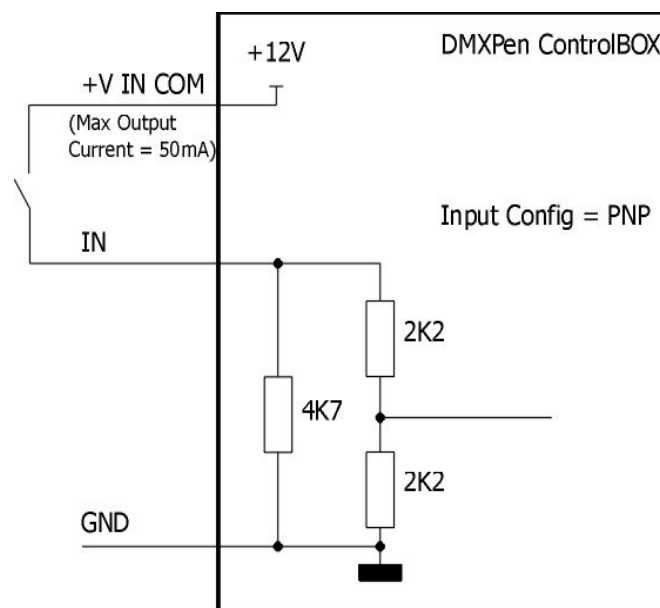 DMXPen ControlBOX
+12V
+V IN COM
(Max Output
Current = 50mA)
Input Config = PNP
IN
2K2
4K7
2K2
GND